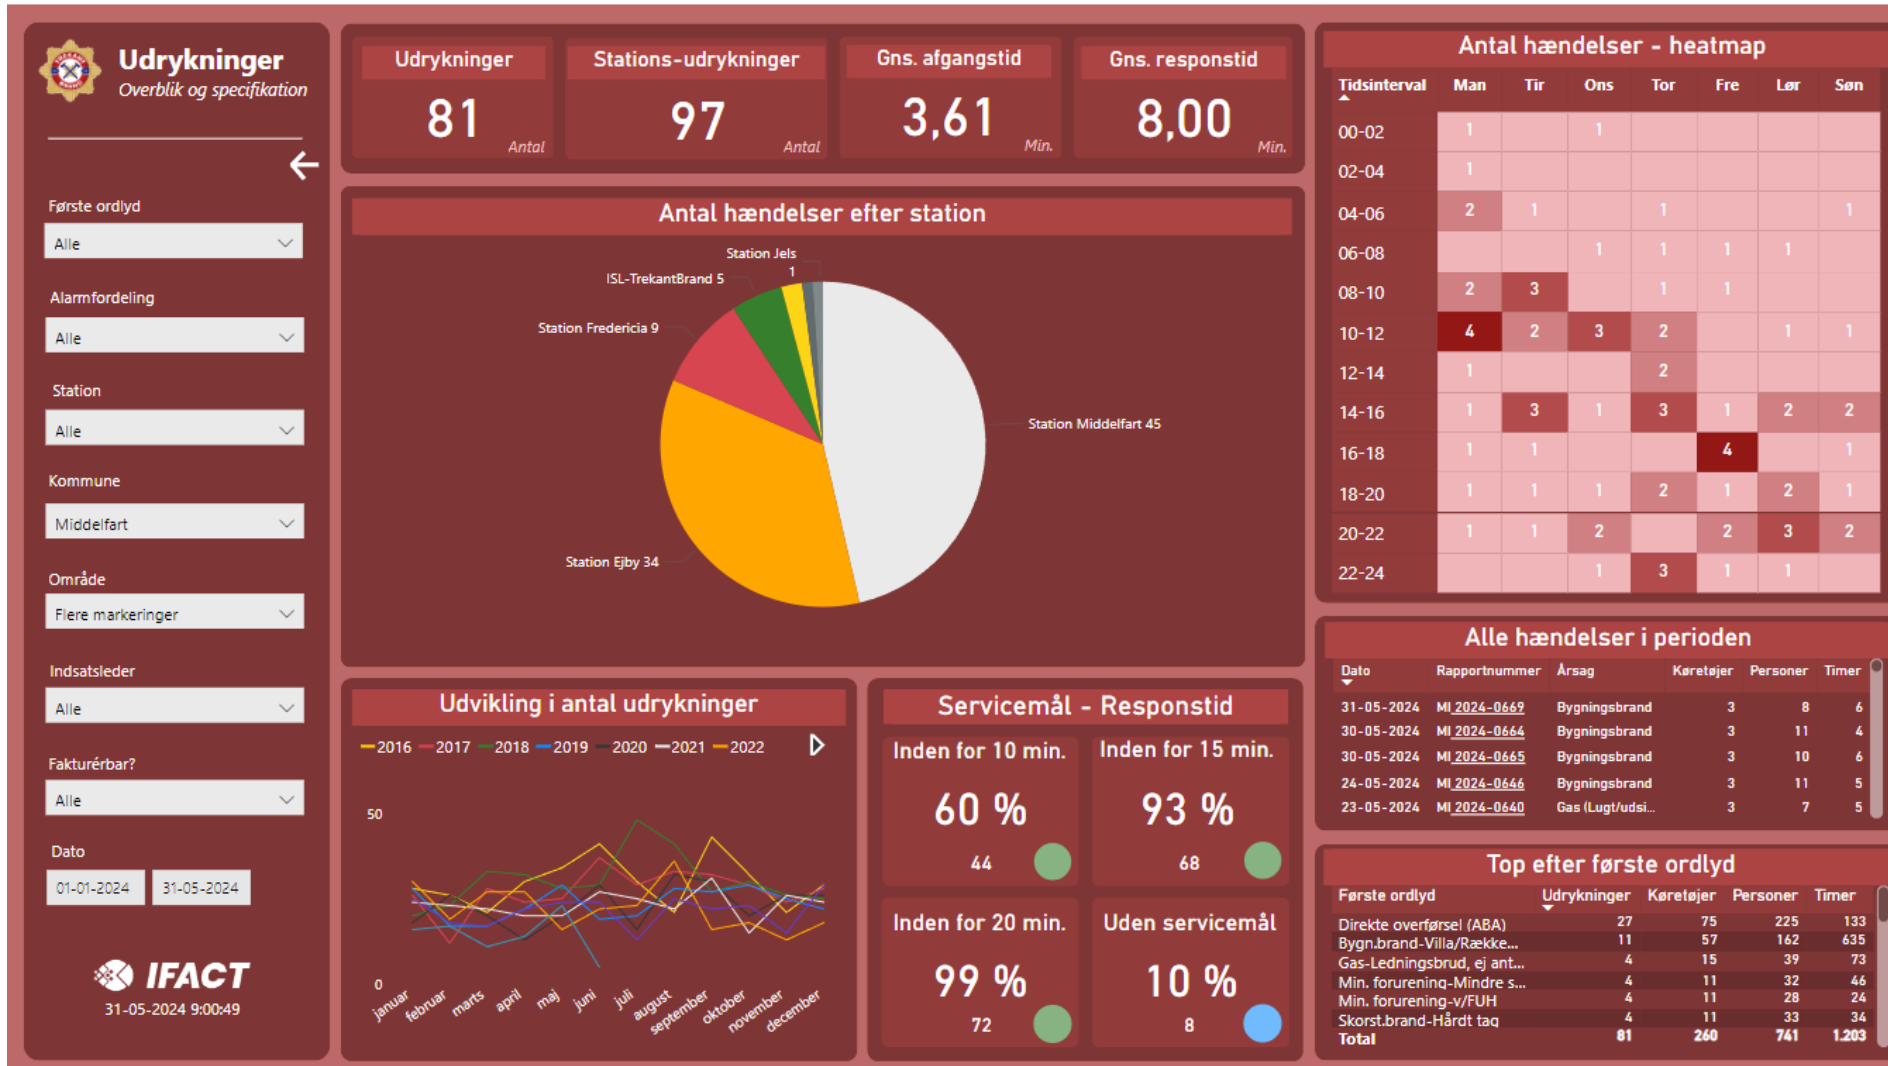 Udrykninger
Overblik og specifikation
Første ordlyd
Alle
Alarmfordeling
Alle
Station
Alle
Kommune
Middelfart
Område
Flere markeringer
Indsatsleder
Alle
Fakturérbar?
Alle
Dato
01-01-2024 31-05-2024
IFACT
31-05-2024 9:00:49
Udrykninger
81
Antal
Stations-udrykninger
97
Antal
Gns. afgangstid
3,61
Min.
Gns. responstid
8,00
Min.
Antal hændelser efter station
Station Jels
1
ISL-TrekantBrand 5
Station Fredericia 9
Station Middelfart 45
Station Ejby 34
Udvikling i antal udrykninger
2016 2017 2018 2019 2020 2021 2022
50
0
januar februar marts april maj juni juli august september oktober november december
Servicemål - Responstid
Inden for 10 min.
60 %
44
Inden for 15 min.
93 %
68
Inden for 20 min.
99 %
72
Uden servicemål
10 %
8
Antal hændelser - heatmap
Tidsinterval Man Tir Ons Tor Fre Lør Søn
00-02 1 1
02-04 1
04-06 2 1 1 1
06-08 1 1 1 1
08-10 2 3 1 1
10-12 4 2 3 2 1 1
12-14 1 2
14-16 1 3 1 3 1 2 2
16-18 1 1 4 1
18-20 1 1 1 2 1 2 1
20-22 1 1 2 2 3 2
22-24 1 3 1 1
Alle hændelser i perioden
Dato Rapportnummer Årsag Køretøjer Personer Timer
31-05-2024 MI 2024-0669 Bygningsbrand 3 8 6
30-05-2024 MI 2024-0664 Bygningsbrand 3 11 4
30-05-2024 MI 2024-0665 Bygningsbrand 3 10 6
24-05-2024 MI 2024-0646 Bygningsbrand 3 11 5
23-05-2024 MI 2024-0640 Gas (Lugt/udsi... 3 7 5
Top efter første ordlyd
Første ordlyd Udrykninger Køretøjer Personer Timer
Direkte overførsel (ABA) 27 75 225 133
Bygn.brand-Villa/Række... 11 57 162 635
Gas-Ledningsbrud, ej ant... 4 15 39 73
Min. forurening-Mindre s... 4 11 32 46
Min. forurening-v/FUH 4 11 28 24
Skorst.brand-Hårdt tag 4 11 33 34
Total 81 260 741 1.203